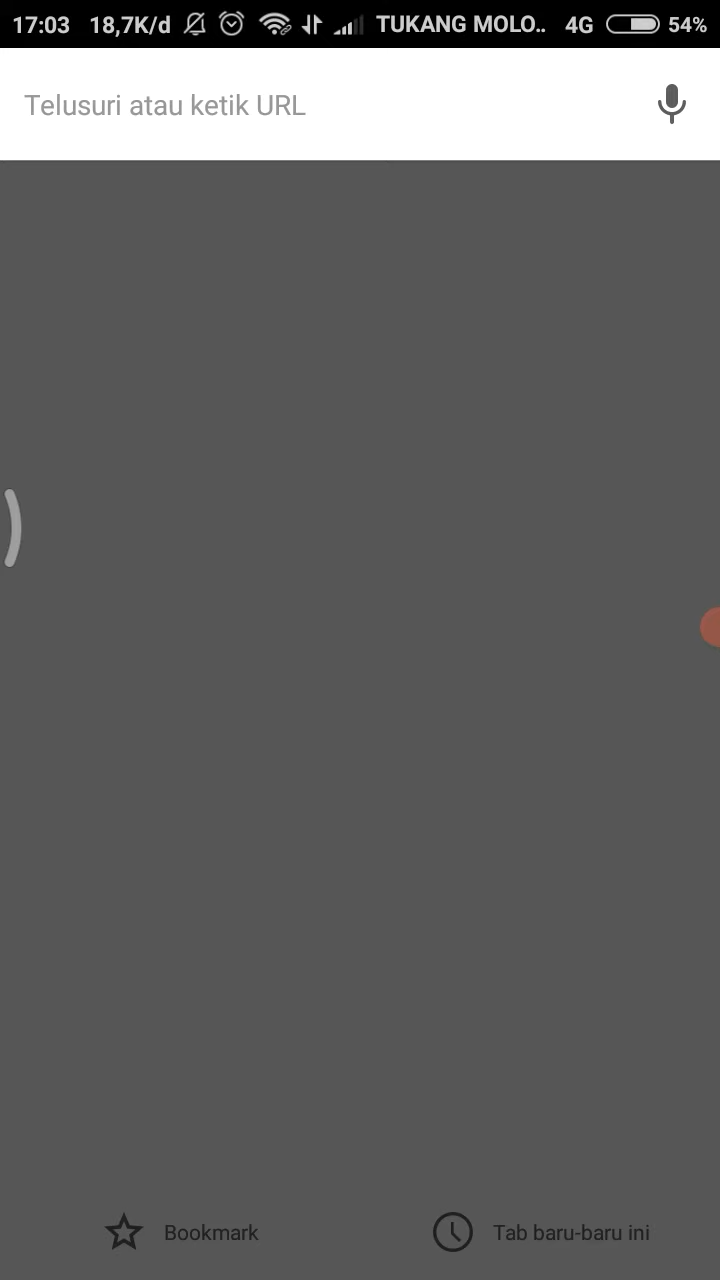 17:03 18,7K/d TUKANG MOLO.. 4G 54%
Telusuri atau ketik URL
Bookmark Tab baru-baru ini